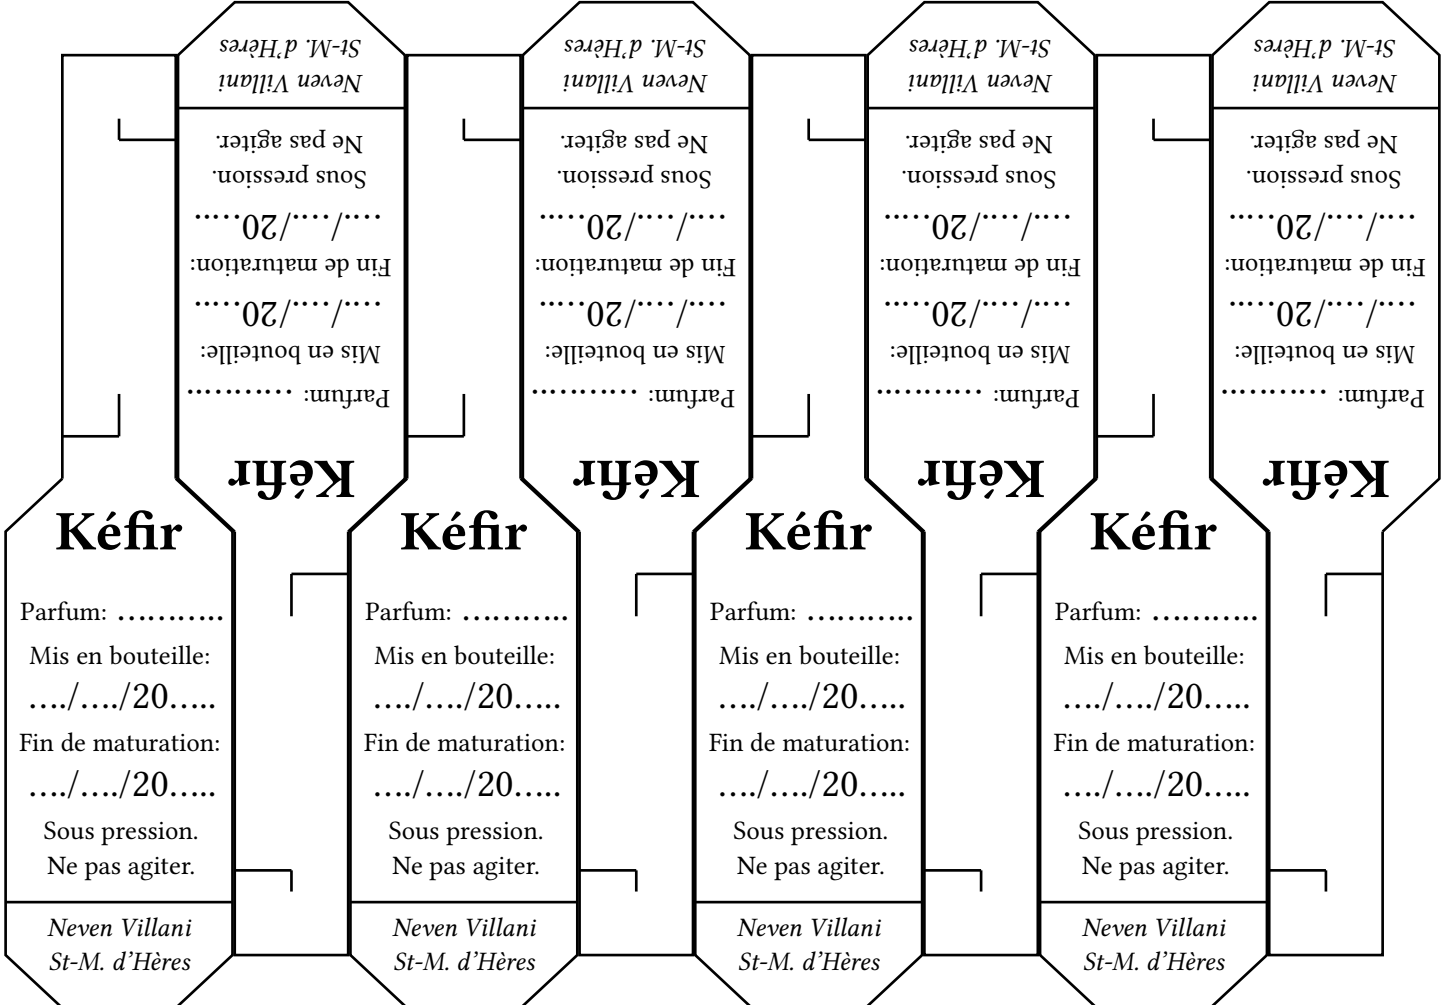 Kéfir
Parfum: ………..
Mis en bouteille:
…./…./20…..
Fin de maturation:
…./…./20…..
Sous pression.
Ne pas agiter.
Neven Villani
St-M. d’Hères
Kéfir
Parfum: ………..
Mis en bouteille:
…./…./20…..
Fin de maturation:
…./…./20…..
Sous pression.
Ne pas agiter.
Neven Villani
St-M. d’Hères
Kéfir
Parfum: ………..
Mis en bouteille:
…./…./20…..
Fin de maturation:
…./…./20…..
Sous pression.
Ne pas agiter.
Neven Villani
St-M. d’Hères
Kéfir
Parfum: ………..
Mis en bouteille:
…./…./20…..
Fin de maturation:
…./…./20…..
Sous pression.
Ne pas agiter.
Neven Villani
St-M. d’Hères
Kéfir
Parfum: ………..
Mis en bouteille:
…./…./20…..
Fin de maturation:
…./…./20…..
Sous pression.
Ne pas agiter.
Neven Villani
St-M. d’Hères
Kéfir
Parfum: ………..
Mis en bouteille:
…./…./20…..
Fin de maturation:
…./…./20…..
Sous pression.
Ne pas agiter.
Neven Villani
St-M. d’Hères
Kéfir
Parfum: ………..
Mis en bouteille:
…./…./20…..
Fin de maturation:
…./…./20…..
Sous pression.
Ne pas agiter.
Neven Villani
St-M. d’Hères
Kéfir
Parfum: ………..
Mis en bouteille:
…./…./20…..
Fin de maturation:
…./…./20…..
Sous pression.
Ne pas agiter.
Neven Villani
St-M. d’Hères